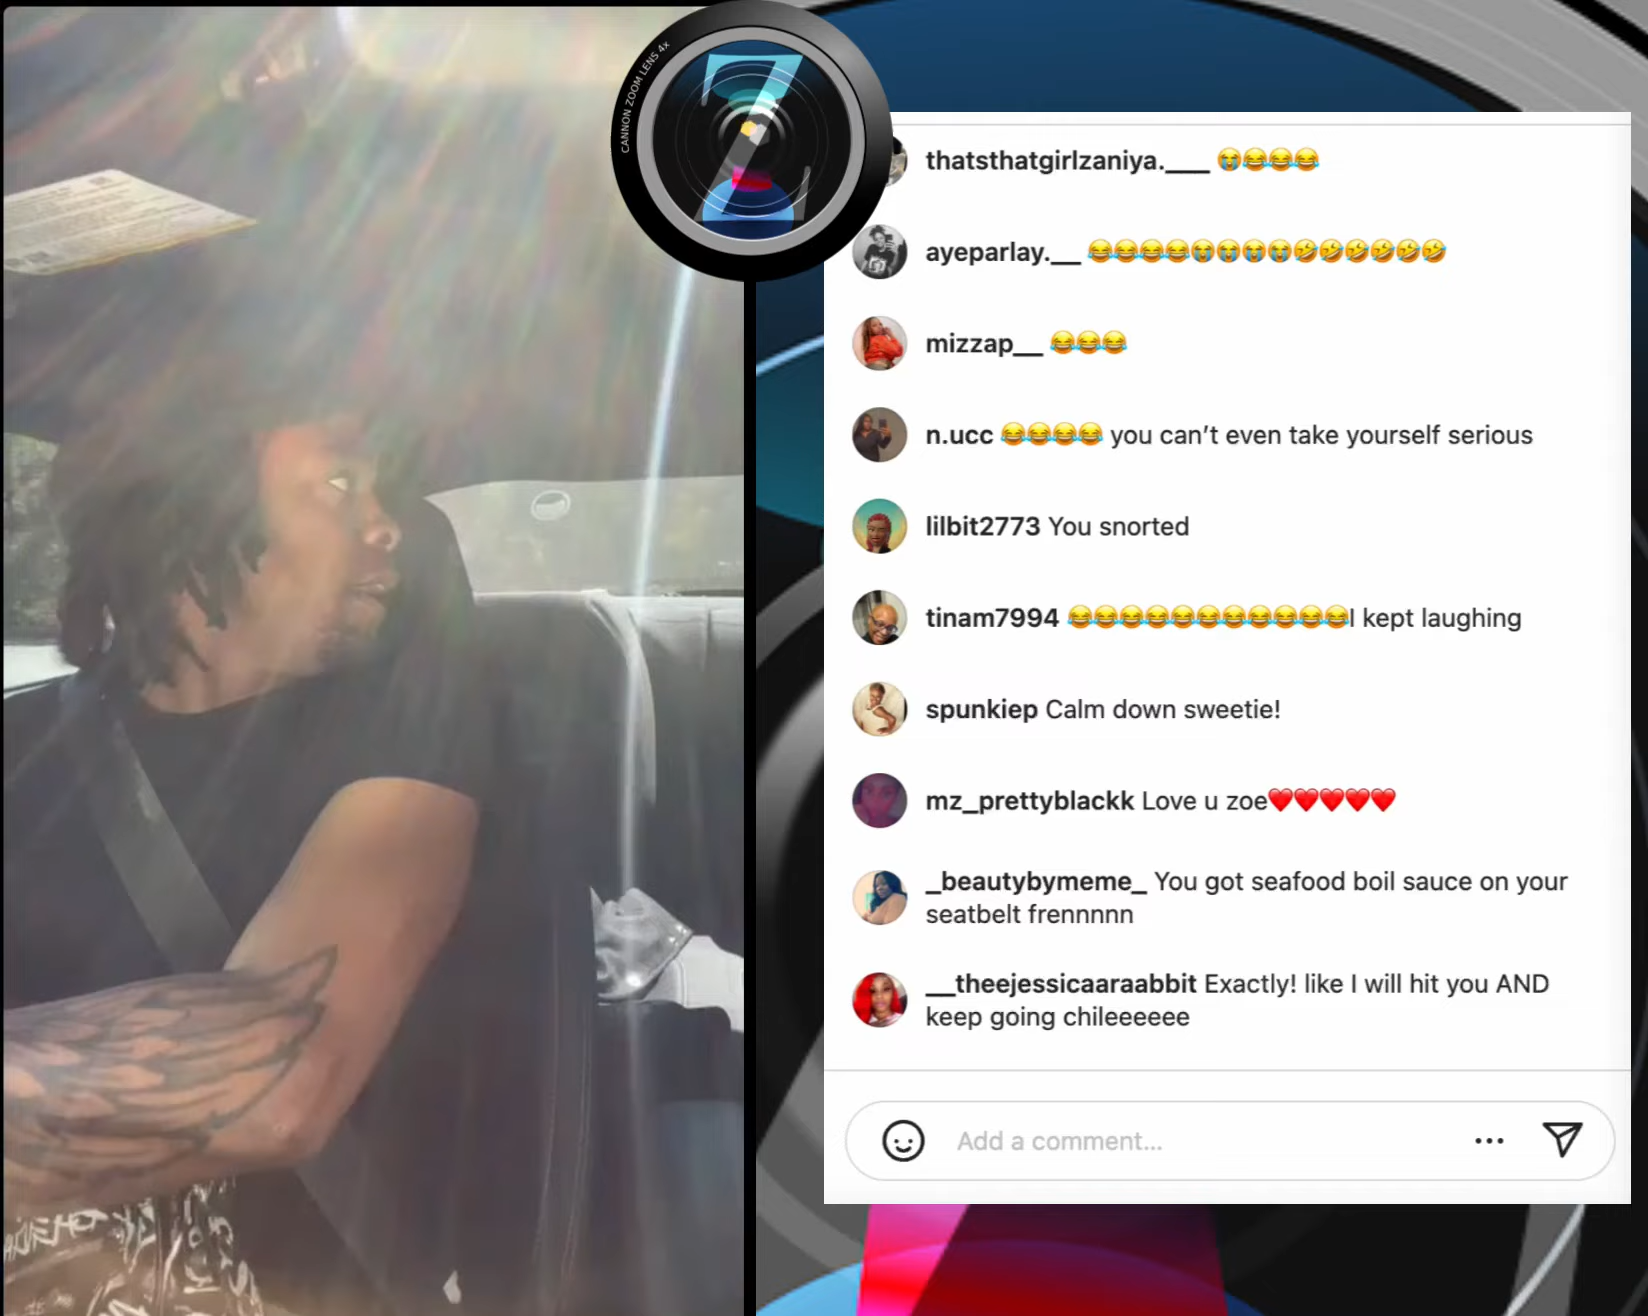 CANNON ZOOM LENS 4x
Z
thatsthatgirlzaniya.___ 😭😂😂😂
ayeparlay.__ 😂😂😂😂😭😭😭😭🤣🤣🤣🤣🤣🤣
mizzap__ 😂😂😂
n.ucc 😂😂😂😂 you can’t even take yourself serious
lilbit2773 You snorted
tinam7994 😂😂😂😂😂😂😂😂😂😂😂I kept laughing
spunkiep Calm down sweetie!
mz_prettyblackk Love u zoe❤️❤️❤️❤️❤️
_beautybymeme_ You got seafood boil sauce on your
seatbelt frennnnn
__theejessicaaraabbit Exactly! like I will hit you AND
keep going chileeeeee
Add a comment...